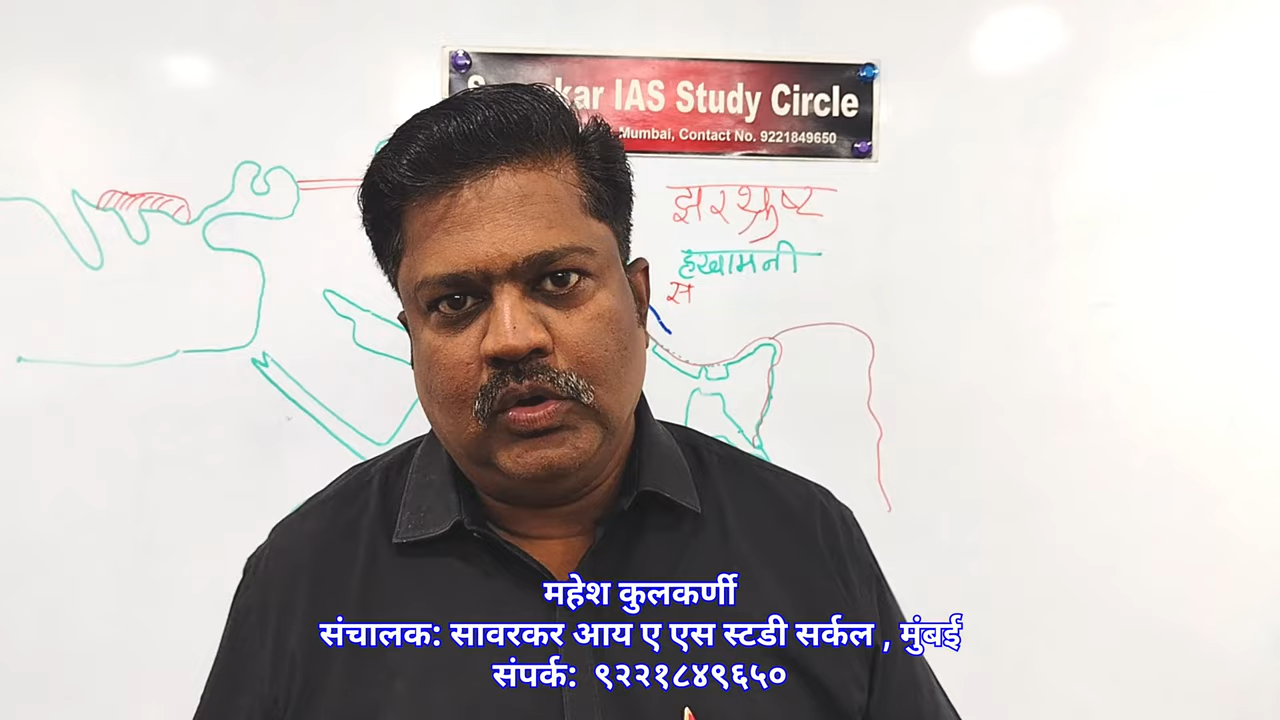 kar IAS Study Circle
Mumbai, Contact No. 9221849650
झरथ्रुष्ट
हखामनी
स
महेश कुलकर्णी
संचालक: सावरकर आय ए एस स्टडी सर्कल , मुंबई
संपर्क: ९२२१८४९६५०